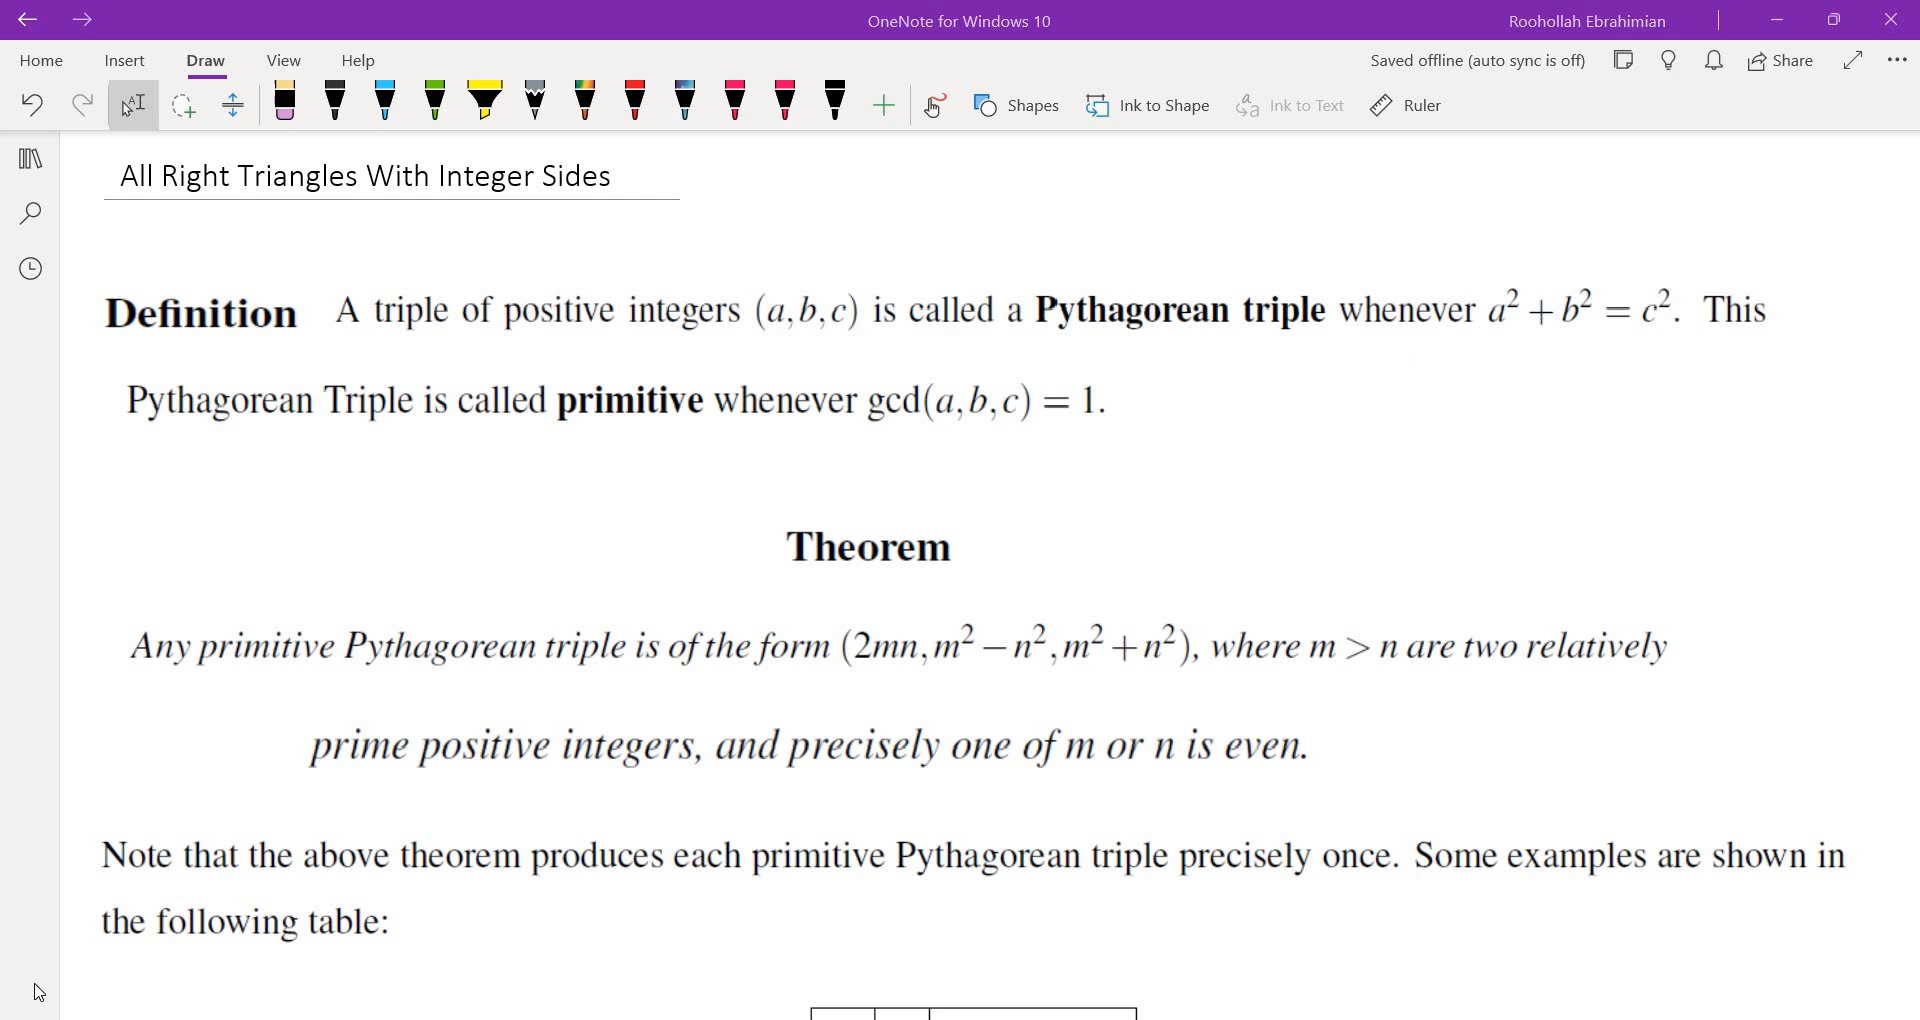 OneNote for Windows 10
Roohollah Ebrahimian
Home Insert Draw View Help
Saved offline (auto sync is off) Share
Shapes Ink to Shape Ink to Text Ruler
All Right Triangles With Integer Sides
Definition A triple of positive integers (a, b, c) is called a Pythagorean triple whenever a² + b² = c². This
Pythagorean Triple is called primitive whenever gcd(a, b, c) = 1.
Theorem
Any primitive Pythagorean triple is of the form (2mn, m² − n², m² + n²), where m > n are two relatively
prime positive integers, and precisely one of m or n is even.
Note that the above theorem produces each primitive Pythagorean triple precisely once. Some examples are shown in
the following table: